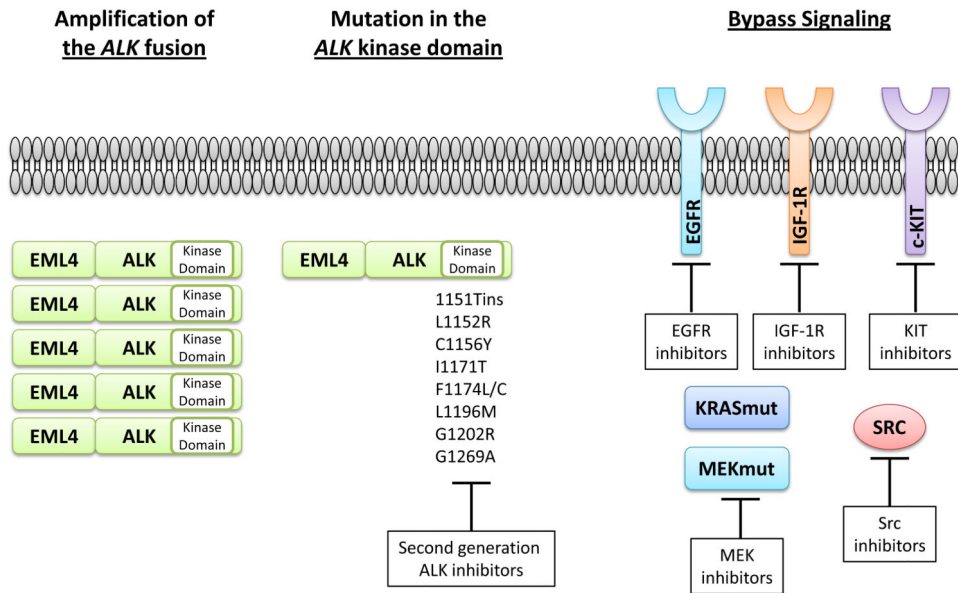 Amplification of
the ALK fusion
Mutation in the
ALK kinase domain
Bypass Signaling
EGFR
IGF-1R
c-KIT
EML4 ALK Kinase
Domain
EML4 ALK Kinase
Domain
EML4 ALK Kinase
Domain
EML4 ALK Kinase
Domain
EML4 ALK Kinase
Domain
EML4 ALK Kinase
Domain
1151Tins
L1152R
C1156Y
I1171T
F1174L/C
L1196M
G1202R
G1269A
Second generation
ALK inhibitors
EGFR
inhibitors
IGF-1R
inhibitors
KIT
inhibitors
KRASmut
MEKmut
SRC
MEK
inhibitors
Src
inhibitors